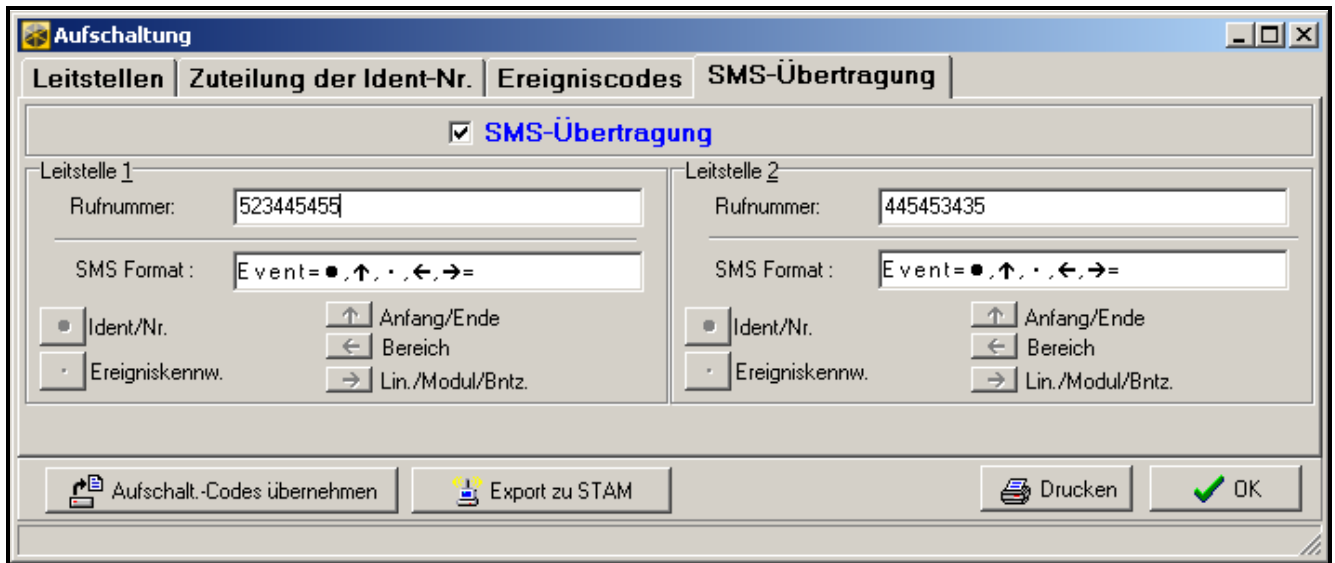 Aufschaltung
Leitstellen Zuteilung der Ident-Nr. Ereigniscodes SMS-Übertragung
SMS-Übertragung
Leitstelle 1
Rufnummer: 523445455
SMS Format : Event=●,↑,·,←,→=
Ident/Nr. Anfang/Ende
Bereich
Ereigniskennw. Lin./Modul/Bntz.
Leitstelle 2
Rufnummer: 445453435
SMS Format : Event=●,↑,·,←,→=
Ident/Nr. Anfang/Ende
Bereich
Ereigniskennw. Lin./Modul/Bntz.
Aufschalt.-Codes übernehmen Export zu STAM Drucken OK